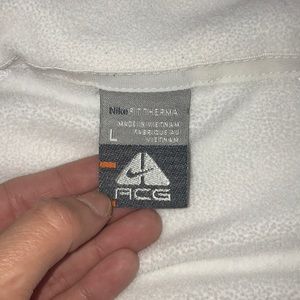 Nike FIT THERMA
MADE IN VIETNAM
L FABRIQUE AU
VIETNAM
ACG